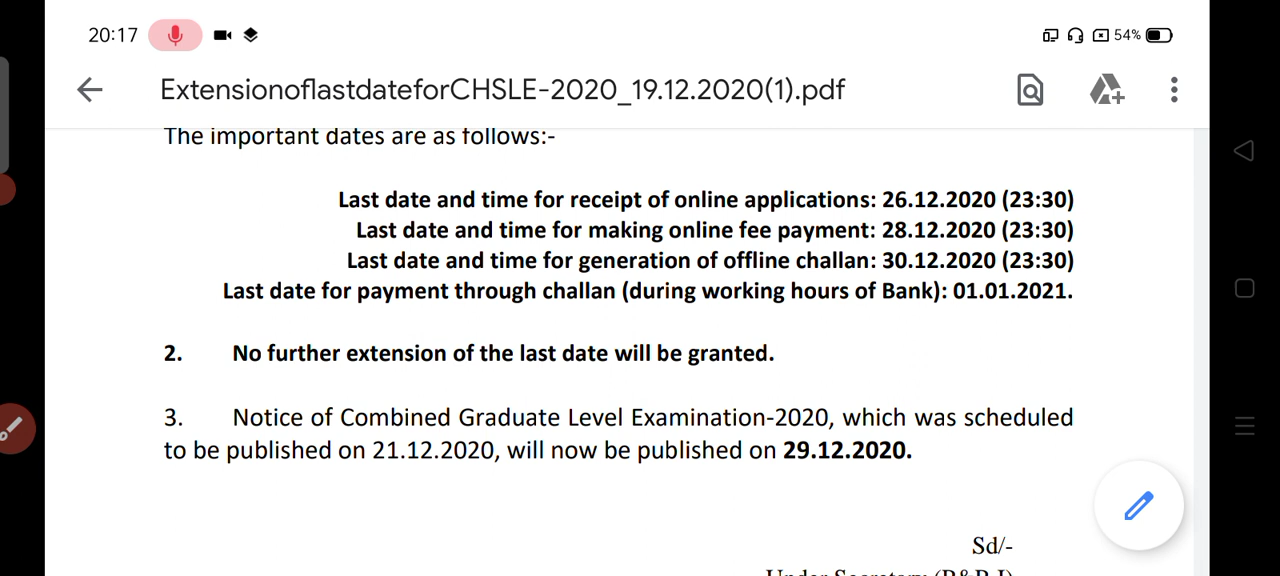 20:17 54%
ExtensionoflastdateforCHSLE-2020_19.12.2020(1).pdf
The important dates are as follows:-
Last date and time for receipt of online applications: 26.12.2020 (23:30)
Last date and time for making online fee payment: 28.12.2020 (23:30)
Last date and time for generation of offline challan: 30.12.2020 (23:30)
Last date for payment through challan (during working hours of Bank): 01.01.2021.
2. No further extension of the last date will be granted.
3. Notice of Combined Graduate Level Examination-2020, which was scheduled
to be published on 21.12.2020, will now be published on 29.12.2020.
Sd/-
Under Secretary (P&P-I)